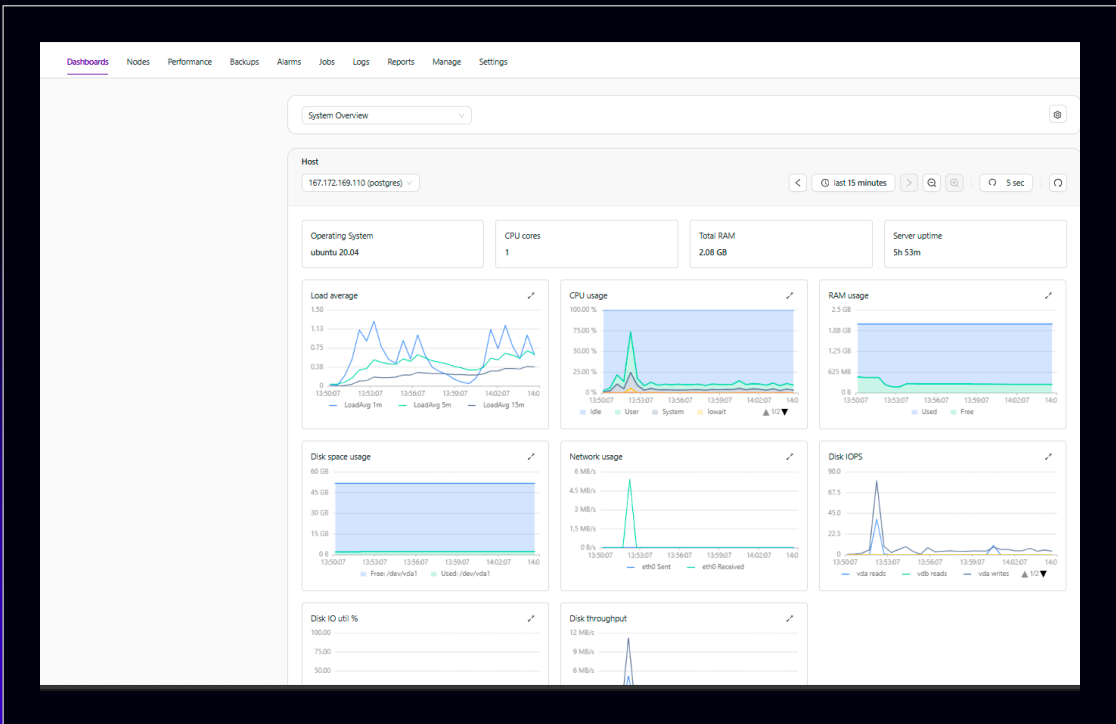 Dashboards Nodes Performance Backups Alarms Jobs Logs Reports Manage Settings
System Overview
Host
167.172.169.110 (postgres)
last 15 minutes
5 sec
Operating System
ubuntu 20.04
CPU cores
1
Total RAM
2.08 GB
Server uptime
5h 53m
Load average
1.50
1.13
0.75
0.38
0
13:50:07 13:53:07 13:56:07 13:59:07 14:02:07 14:0
LoadAvg 1m LoadAvg 5m LoadAvg 15m
CPU usage
100.00 %
75.00 %
50.00 %
25.00 %
0 %
13:50:07 13:53:07 13:56:07 13:59:07 14:02:07 14:0
Idle User System Iowait 1/2
RAM usage
2.5 GB
1.88 GB
1.25 GB
625 MB
0 B
13:50:07 13:53:07 13:56:07 13:59:07 14:02:07 14:0
Used Free
Disk space usage
60 GB
45 GB
30 GB
15 GB
0 B
13:50:07 13:53:07 13:56:07 13:59:07 14:02:07 14:0
Free: /dev/vda1 Used: /dev/vda1
Network usage
6 MB/s
4.5 MB/s
3 MB/s
1.5 MB/s
0 B/s
13:50:07 13:53:07 13:56:07 13:59:07 14:02:07 14:0
eth0 Sent eth0 Received
Disk IOPS
90.0
67.5
45.0
22.5
0
13:50:07 13:53:07 13:56:07 13:59:07 14:02:07 14:0
vda reads vdb reads vda writes 1/2
Disk IO util %
100.00
75.00
50.00
Disk throughput
12 MB/s
9 MB/s
6 MB/s